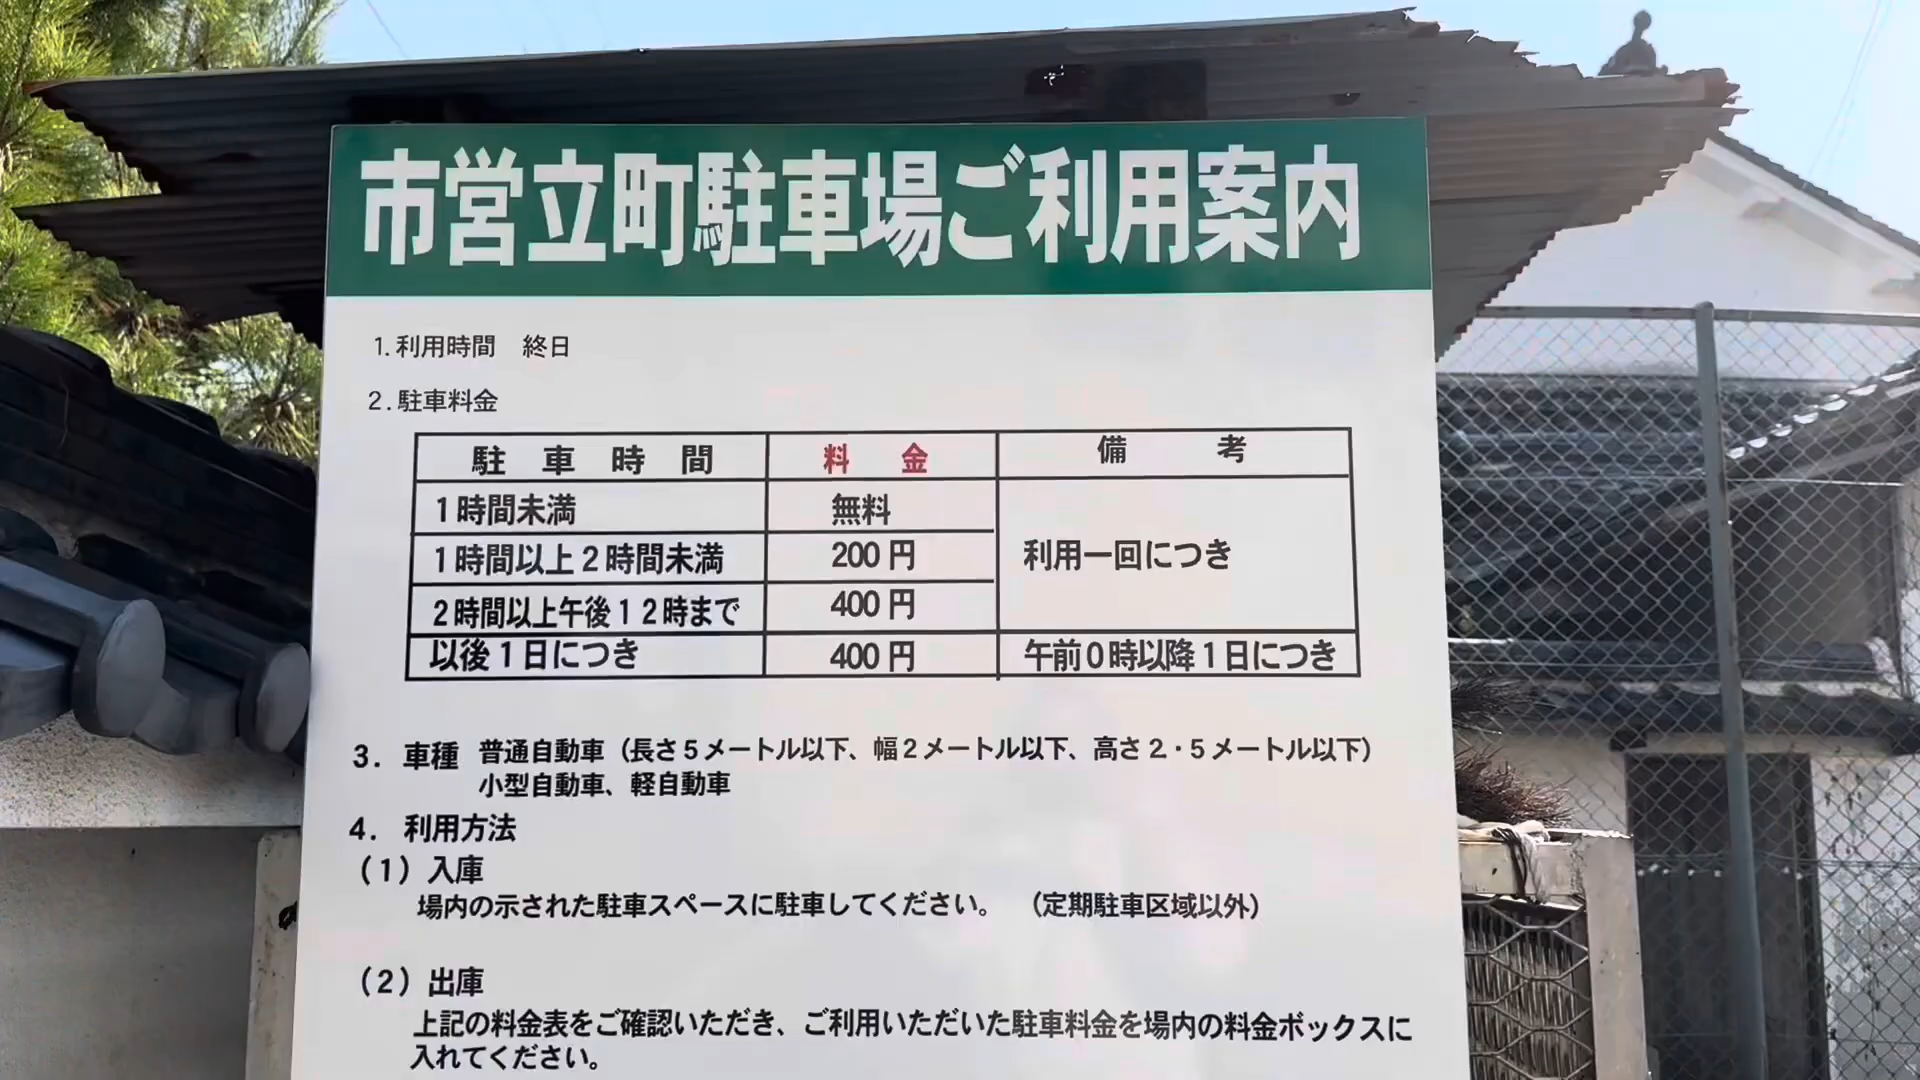 市営立町駐車場ご利用案内
1.利用時間　終日
2.駐車料金
駐車時間　料金　備考
1時間未満　無料
1時間以上2時間未満　200円　利用一回につき
2時間以上午後12時まで　400円
以後1日につき　400円　午前0時以降1日につき
3．車種　普通自動車（長さ5メートル以下、幅2メートル以下、高さ2・5メートル以下）
小型自動車、軽自動車
4．利用方法
（1）入庫
場内の示された駐車スペースに駐車してください。　（定期駐車区域以外）
（2）出庫
上記の料金表をご確認いただき、ご利用いただいた駐車料金を場内の料金ボックスに
入れてください。